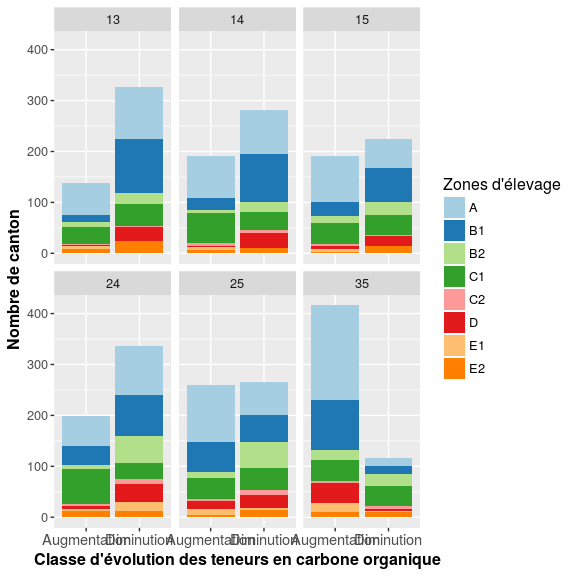 13 14 15
400
300
200
100
0
24 25 35
400
300
200
100
0
Augmentation Diminution Augmentation Diminution Augmentation Diminution
Classe d'évolution des teneurs en carbone organique
Nombre de canton
Zones d'élevage
A
B1
B2
C1
C2
D
E1
E2